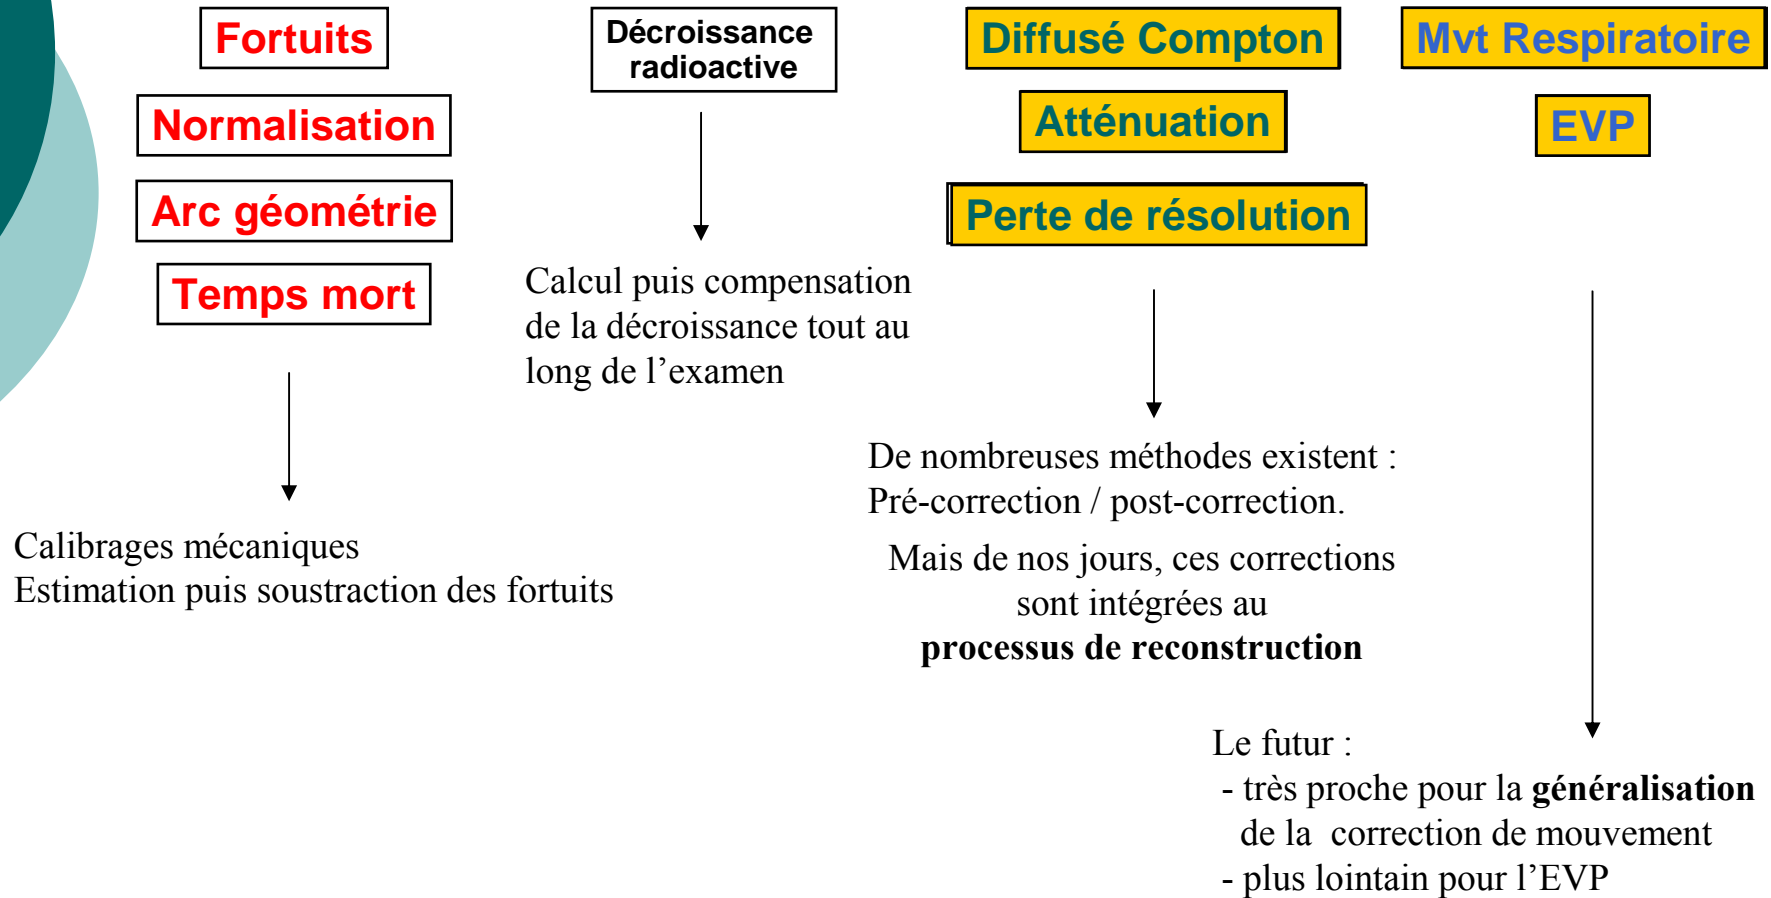 Fortuits
Normalisation
Arc géométrie
Temps mort
Calibrages mécaniques
Estimation puis soustraction des fortuits
Décroissance
radioactive
Calcul puis compensation
de la décroissance tout au
long de l’examen
Diffusé Compton
Atténuation
Perte de résolution
De nombreuses méthodes existent :
Pré-correction / post-correction.
Mais de nos jours, ces corrections
sont intégrées au
processus de reconstruction
Mvt Respiratoire
EVP
Le futur :
- très proche pour la généralisation
de la correction de mouvement
- plus lointain pour l’EVP